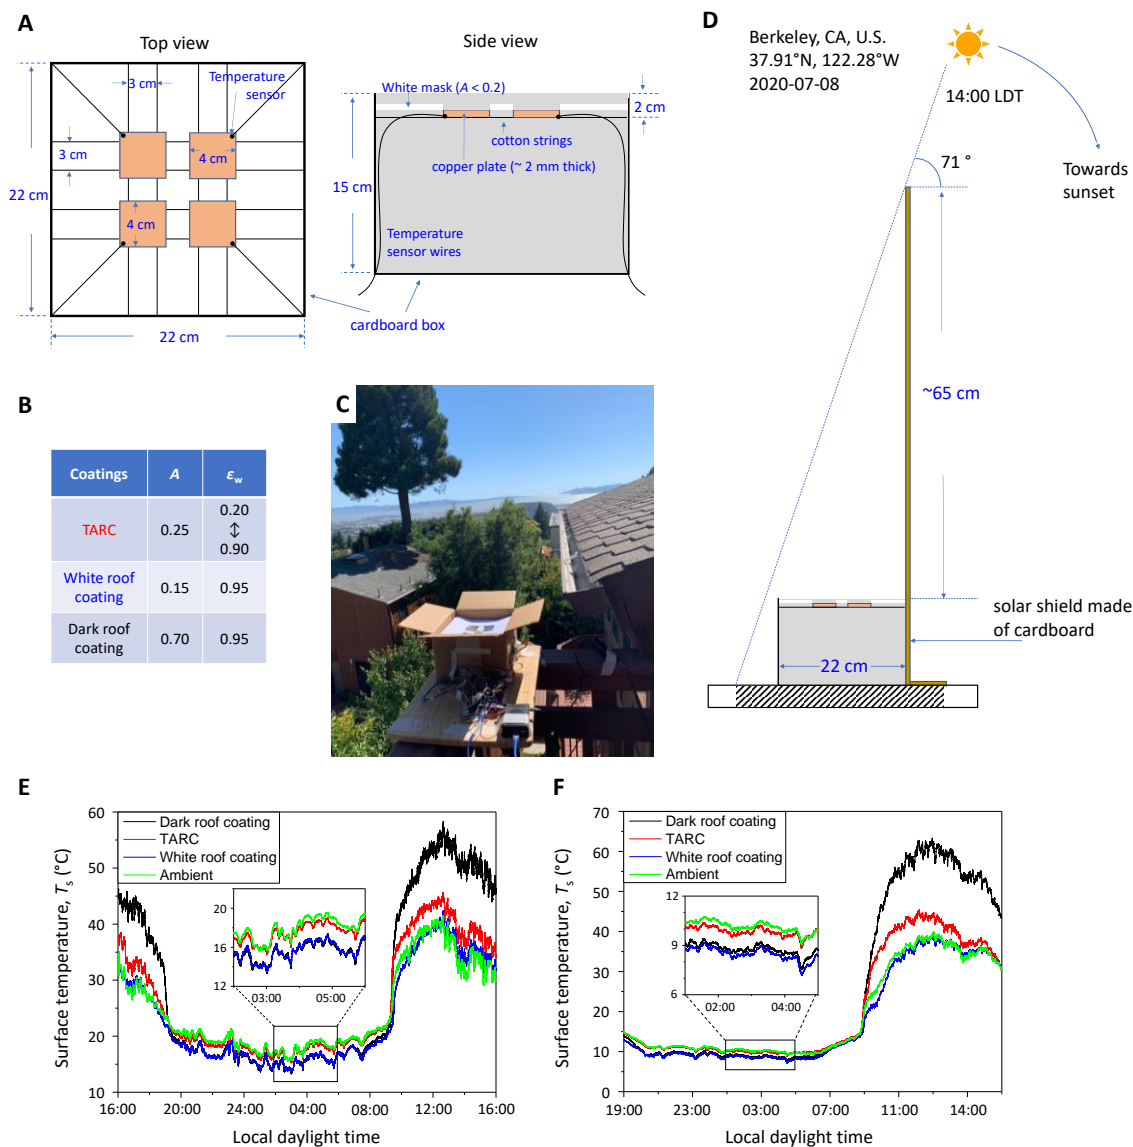 A
Top view
3 cm
Temperature
sensor
3 cm
4 cm
22 cm
4 cm
22 cm
cardboard box
Side view
White mask (A < 0.2)
2 cm
cotton strings
copper plate (~ 2 mm thick)
15 cm
Temperature
sensor wires
B
Coatings A εw
TARC 0.25 0.20
↕
0.90
White roof
coating 0.15 0.95
Dark roof
coating 0.70 0.95
C
D
Berkeley, CA, U.S.
37.91°N, 122.28°W
2020-07-08
14:00 LDT
71 °
Towards
sunset
~65 cm
solar shield made
of cardboard
22 cm
E
Surface temperature, Ts (°C)
60
50
40
30
20
10
Dark roof coating
TARC
White roof coating
Ambient
20
16
12
03:00 05:00
16:00 20:00 24:00 04:00 08:00 12:00 16:00
Local daylight time
F
Surface temperature, Ts (°C)
70
60
50
40
30
20
10
0
Dark roof coating
TARC
White roof coating
Ambient
12
9
6
02:00 04:00
19:00 23:00 03:00 07:00 11:00 14:00
Local daylight time